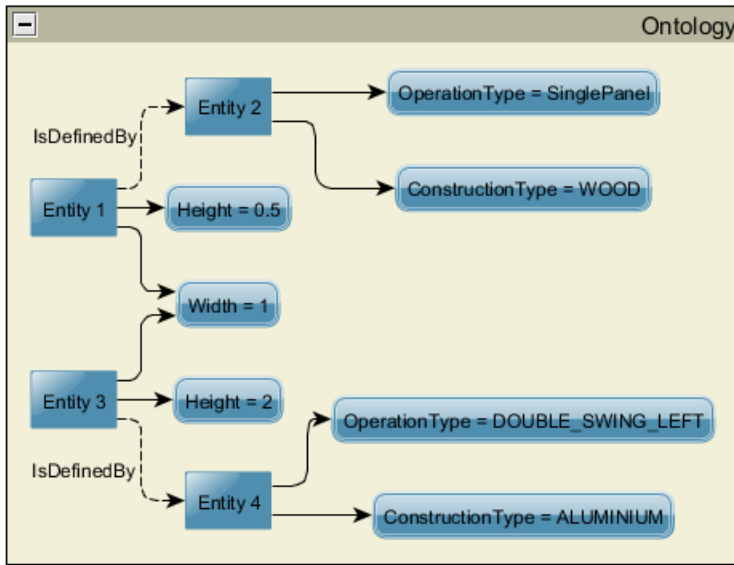 Ontology
Entity 2
OperationType = SinglePanel
IsDefinedBy
ConstructionType = WOOD
Entity 1
Height = 0.5
Width = 1
Entity 3
Height = 2
OperationType = DOUBLE_SWING_LEFT
IsDefinedBy
Entity 4
ConstructionType = ALUMINIUM